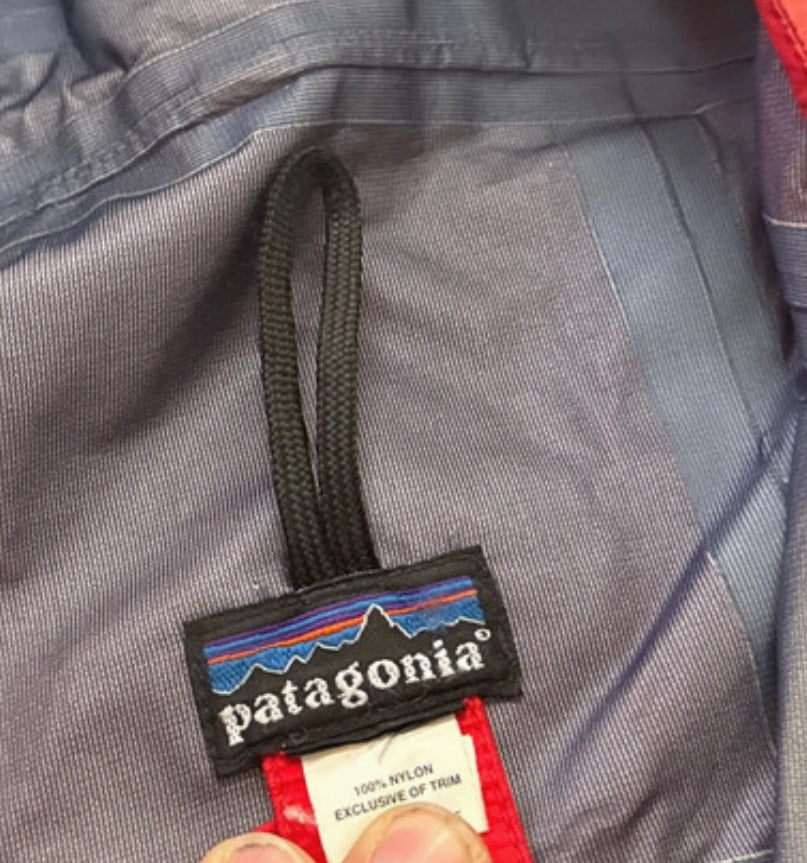 patagonia®
100% NYLON
EXCLUSIVE OF TRIM